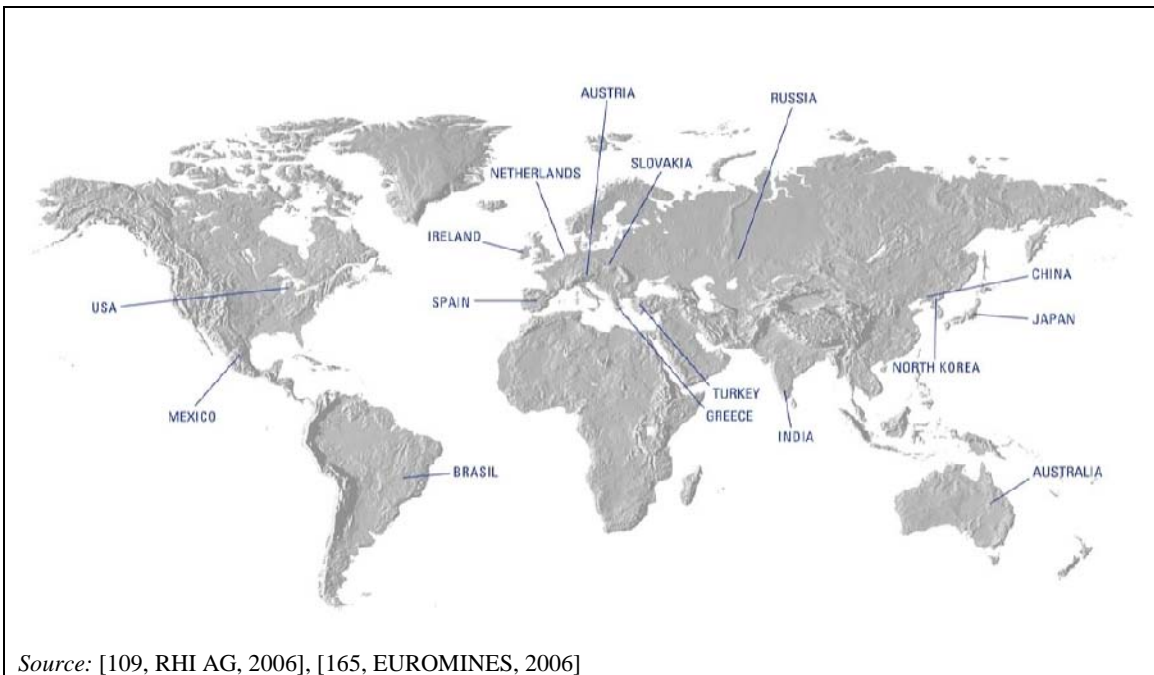 AUSTRIA
RUSSIA
SLOVAKIA
NETHERLANDS
IRELAND
CHINA
USA
SPAIN
JAPAN
NORTH KOREA
TURKEY
MEXICO
GREECE
INDIA
BRASIL
AUSTRALIA
Source: [109, RHI AG, 2006], [165, EUROMINES, 2006]